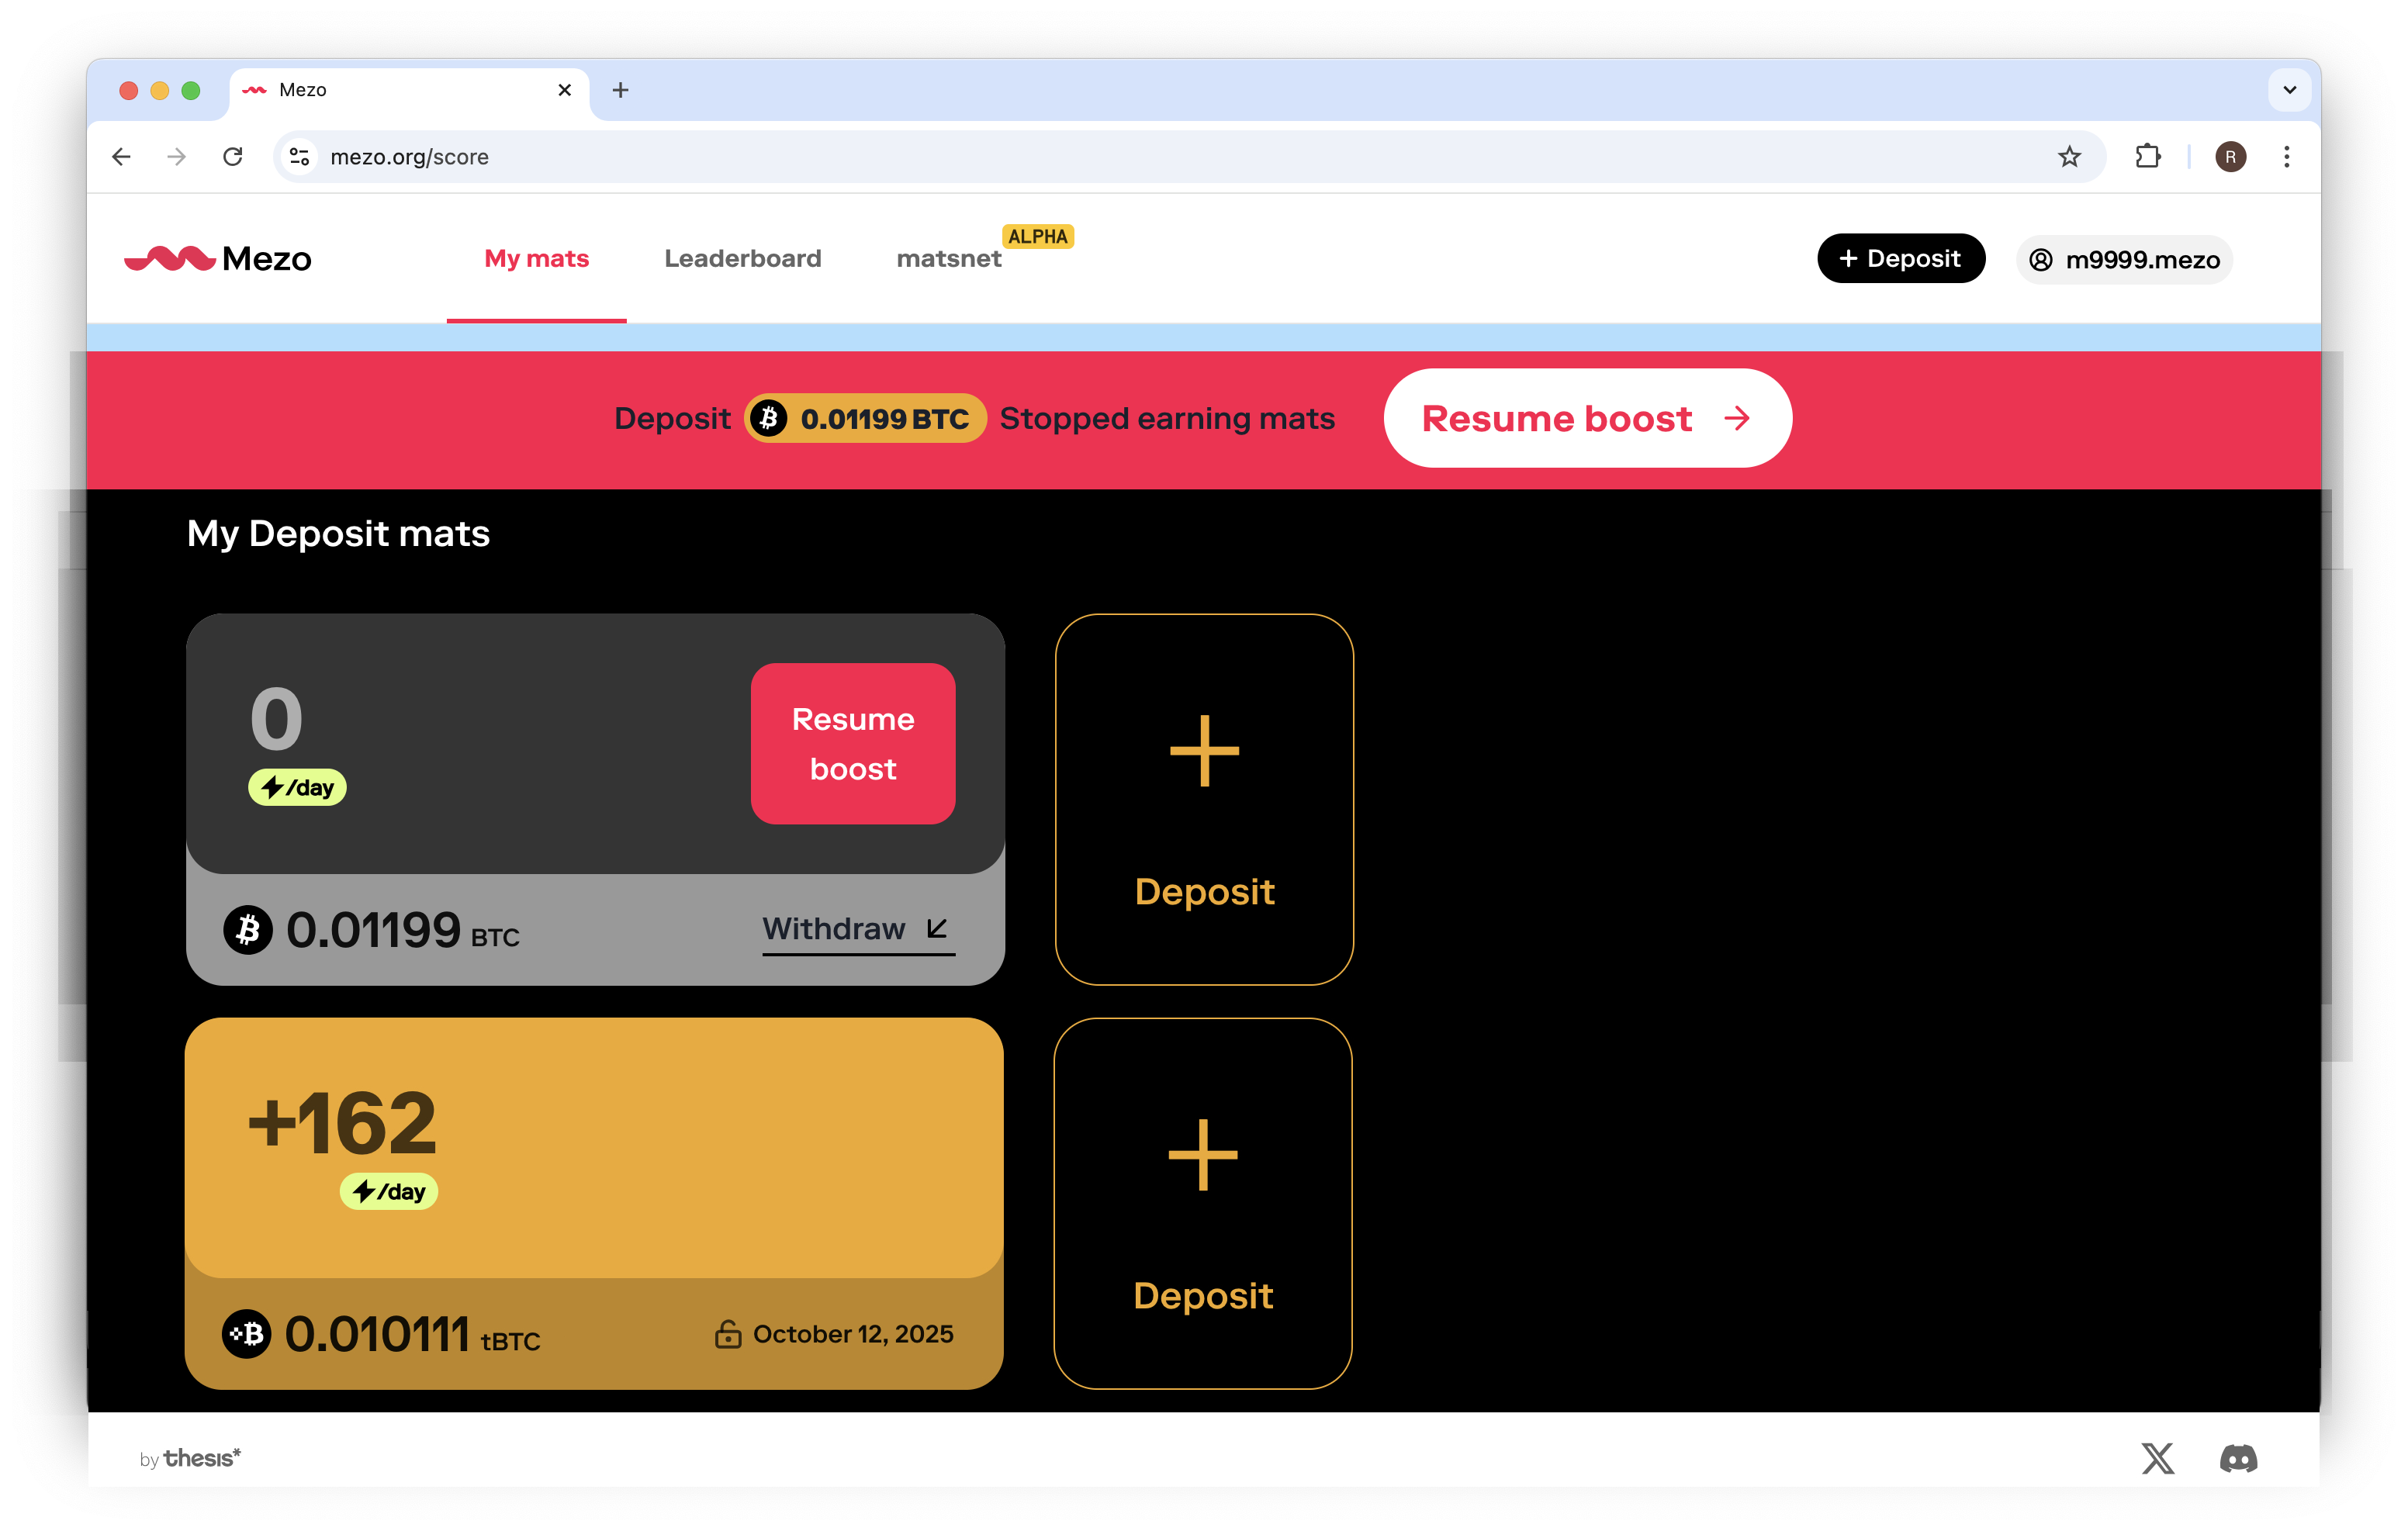 Mezo
mezo.org/score
R
Mezo
My mats
Leaderboard
matsnet
ALPHA
+ Deposit
m9999.mezo
Deposit 0.01199 BTC Stopped earning mats
Resume boost →
My Deposit mats
0
/day
Resume
boost
0.01199 BTC
Withdraw
+
Deposit
+162
/day
0.010111 tBTC
October 12, 2025
+
Deposit
by thesis*